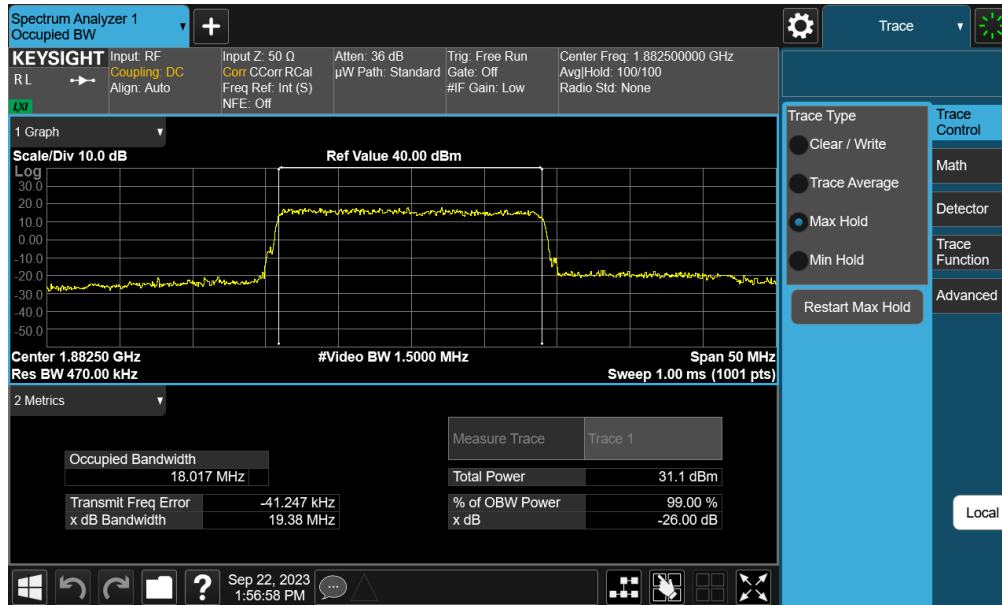 Spectrum Analyzer 1
Occupied BW
Trace
KEYSIGHT
R L
LXI
Input: RF
Coupling: DC
Align: Auto
Input Z: 50 Ω
Corr CCorr RCal
Freq Ref: Int (S)
NFE: Off
Atten: 36 dB
µW Path: Standard
Trig: Free Run
Gate: Off
#IF Gain: Low
Center Freq: 1.882500000 GHz
Avg|Hold: 100/100
Radio Std: None
1 Graph
Scale/Div 10.0 dB
Ref Value 40.00 dBm
Log
30.0
20.0
10.0
0.00
-10.0
-20.0
-30.0
-40.0
-50.0
Center 1.88250 GHz
#Video BW 1.5000 MHz
Span 50 MHz
Res BW 470.00 kHz
Sweep 1.00 ms (1001 pts)
2 Metrics
Measure Trace
Trace 1
Occupied Bandwidth
18.017 MHz
Total Power
31.1 dBm
Transmit Freq Error
-41.247 kHz
% of OBW Power
99.00 %
x dB Bandwidth
19.38 MHz
x dB
-26.00 dB
Trace Type
Clear / Write
Trace Average
Max Hold
Min Hold
Restart Max Hold
Trace
Control
Math
Detector
Trace
Function
Advanced
Local
Sep 22, 2023
1:56:58 PM